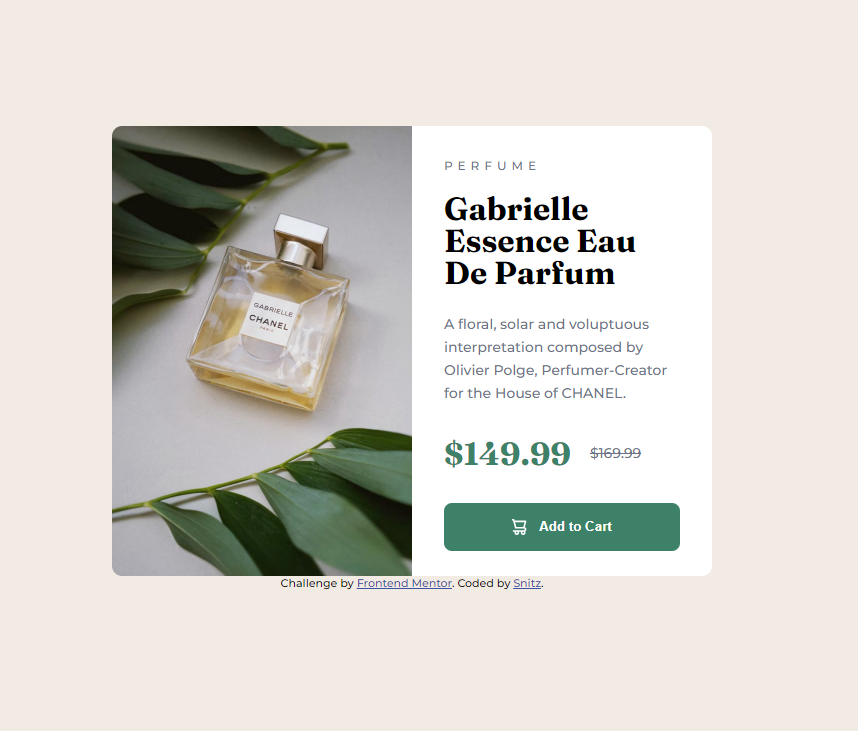 GABRIELLE
CHANEL
PARIS
PERFUME
Gabrielle
Essence Eau
De Parfum
A floral, solar and voluptuous
interpretation composed by
Olivier Polge, Perfumer-Creator
for the House of CHANEL.
$149.99 $169.99
Add to Cart
Challenge by Frontend Mentor. Coded by Snitz.